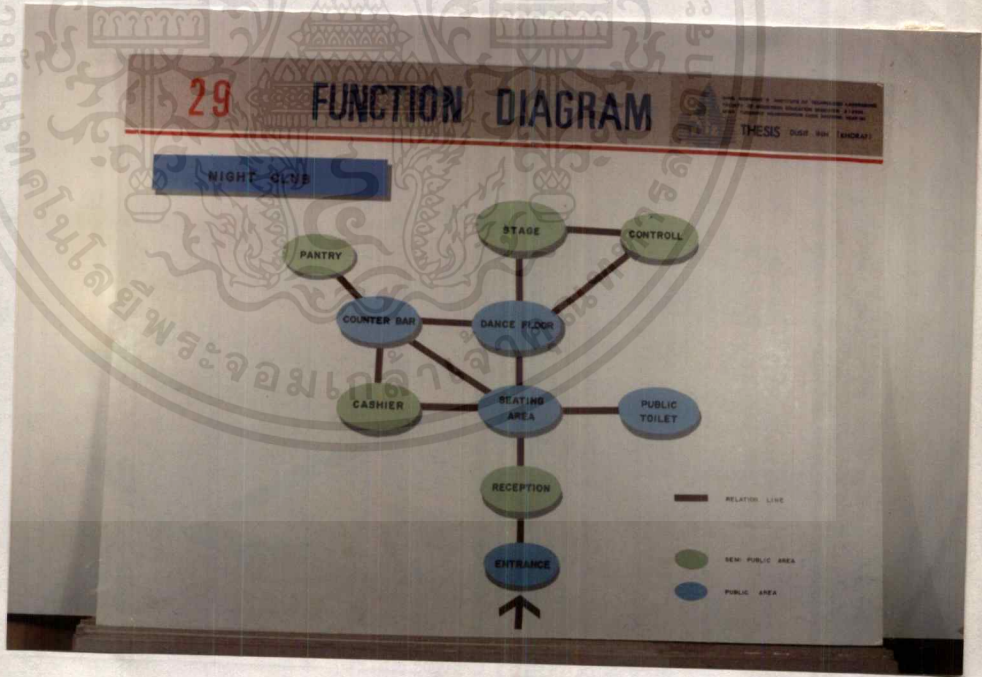 29 FUNCTION DIAGRAM
THESIS
NIGHT CLUB
STAGE
CONTROLL
PANTRY
COUNTER BAR
DANCE FLOOR
CASHIER
SEATING
AREA
PUBLIC
TOILET
RECEPTION
RELATION LINE
ENTRANCE
SEMI PUBLIC AREA
PUBLIC AREA